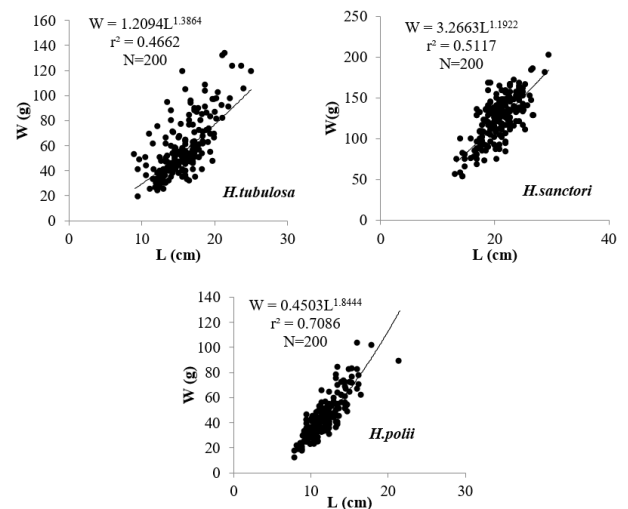 W = 1.2094L^1.3864
r² = 0.4662
N=200
160
140
120
100
80
60
40
20
0
W (g)
H.tubulosa
0
10
20
30
L (cm)
W = 3.2663L^1.1922
r² = 0.5117
N=200
250
200
150
100
50
0
W(g)
H.sanctori
0
20
40
L (cm)
W = 0.4503L^1.8444
r² = 0.7086
N=200
140
120
100
80
60
40
20
0
W (g)
H.polii
0
10
20
30
L (cm)